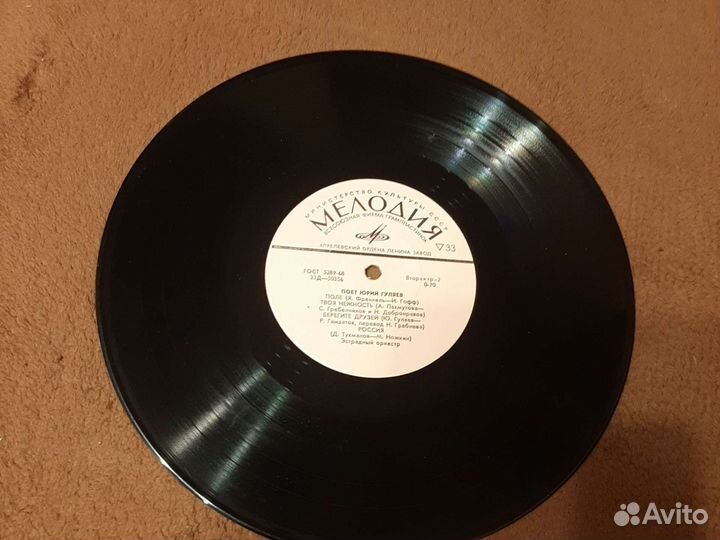 МИНИСТЕРСТВО КУЛЬТУРЫ СССР
МЕЛОДИЯ
ВСЕСОЮЗНАЯ ФИРМА ГРАМПЛАСТИНОК
▽33
АПРЕЛЕВСКИЙ ОРДЕНА ЛЕНИНА ЗАВОД
ГОСТ 5289-68
33Д—30356
Вторая гр.-2
0-70
ПОЕТ ЮРИЙ ГУЛЯЕВ
ПОЛЕ (Я. Френкель—И. Гофф)
ТВОЯ НЕЖНОСТЬ (А. Пахмутова—
С. Гребенников и Н. Добронравов)
БЕРЕГИТЕ ДРУЗЕЙ (Ю. Гуляев—
Р. Гамзатов, перевод Н. Гребнева)
РОССИЯ
(Д. Тухманов—М. Ножкин)
Эстрадный оркестр
Avito